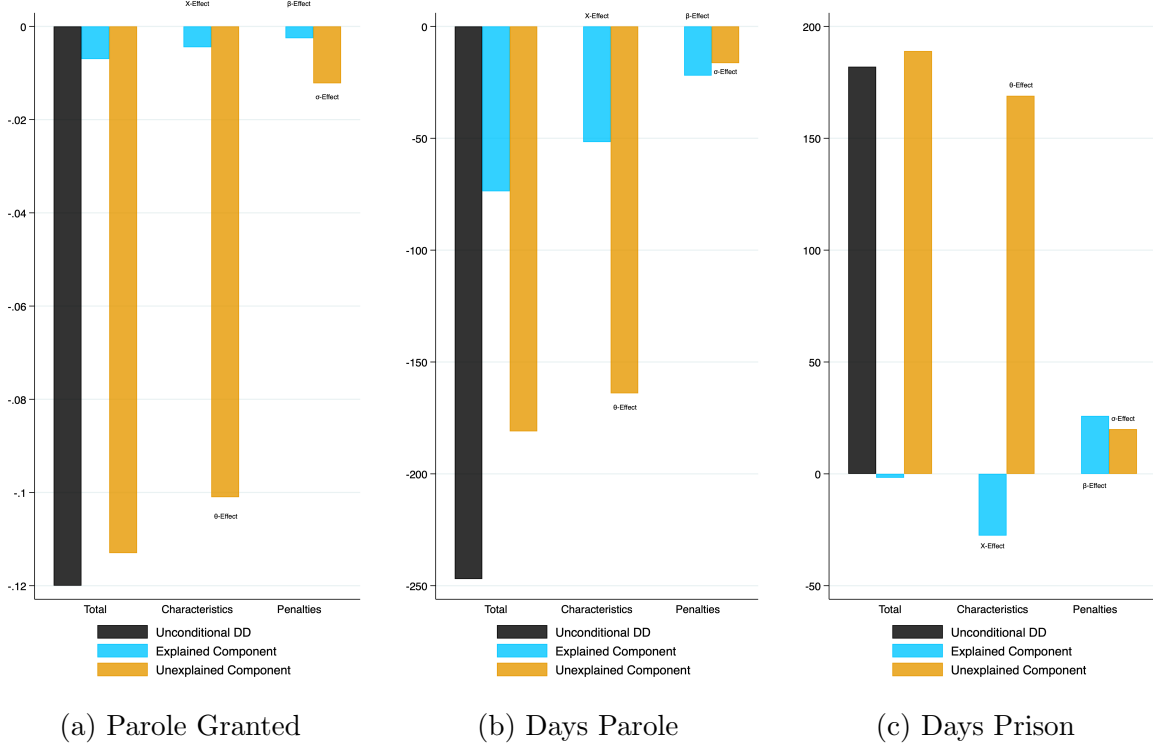 X-Effect
β-Effect
0
σ-Effect
-.02
-.04
-.06
-.08
-.1
θ-Effect
-.12
Total
Characteristics
Penalties
Unconditional DD
Explained Component
Unexplained Component
(a) Parole Granted
X-Effect
β-Effect
0
σ-Effect
-50
-100
-150
θ-Effect
-200
-250
Total
Characteristics
Penalties
Unconditional DD
Explained Component
Unexplained Component
(b) Days Parole
200
θ-Effect
150
100
50
σ-Effect
0
β-Effect
X-Effect
-50
Total
Characteristics
Penalties
Unconditional DD
Explained Component
Unexplained Component
(c) Days Prison